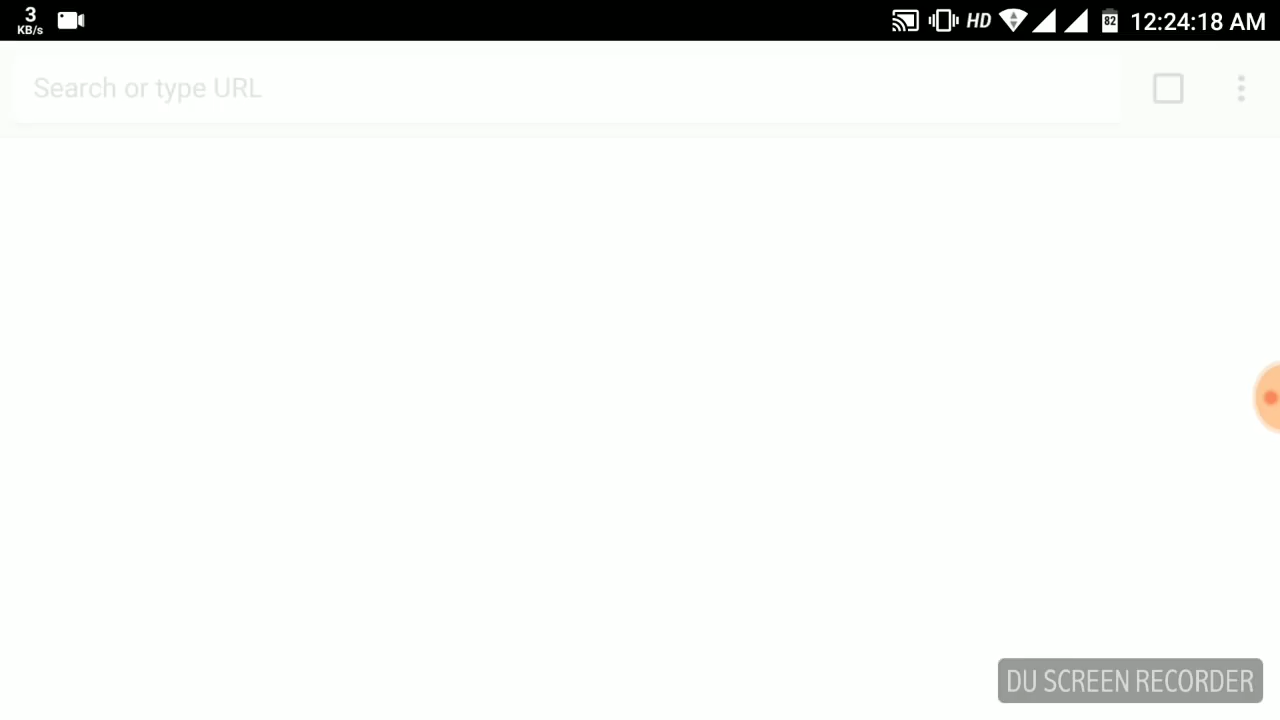 3
KB/s
HD
82
12:24:18 AM
Search or type URL
DU SCREEN RECORDER